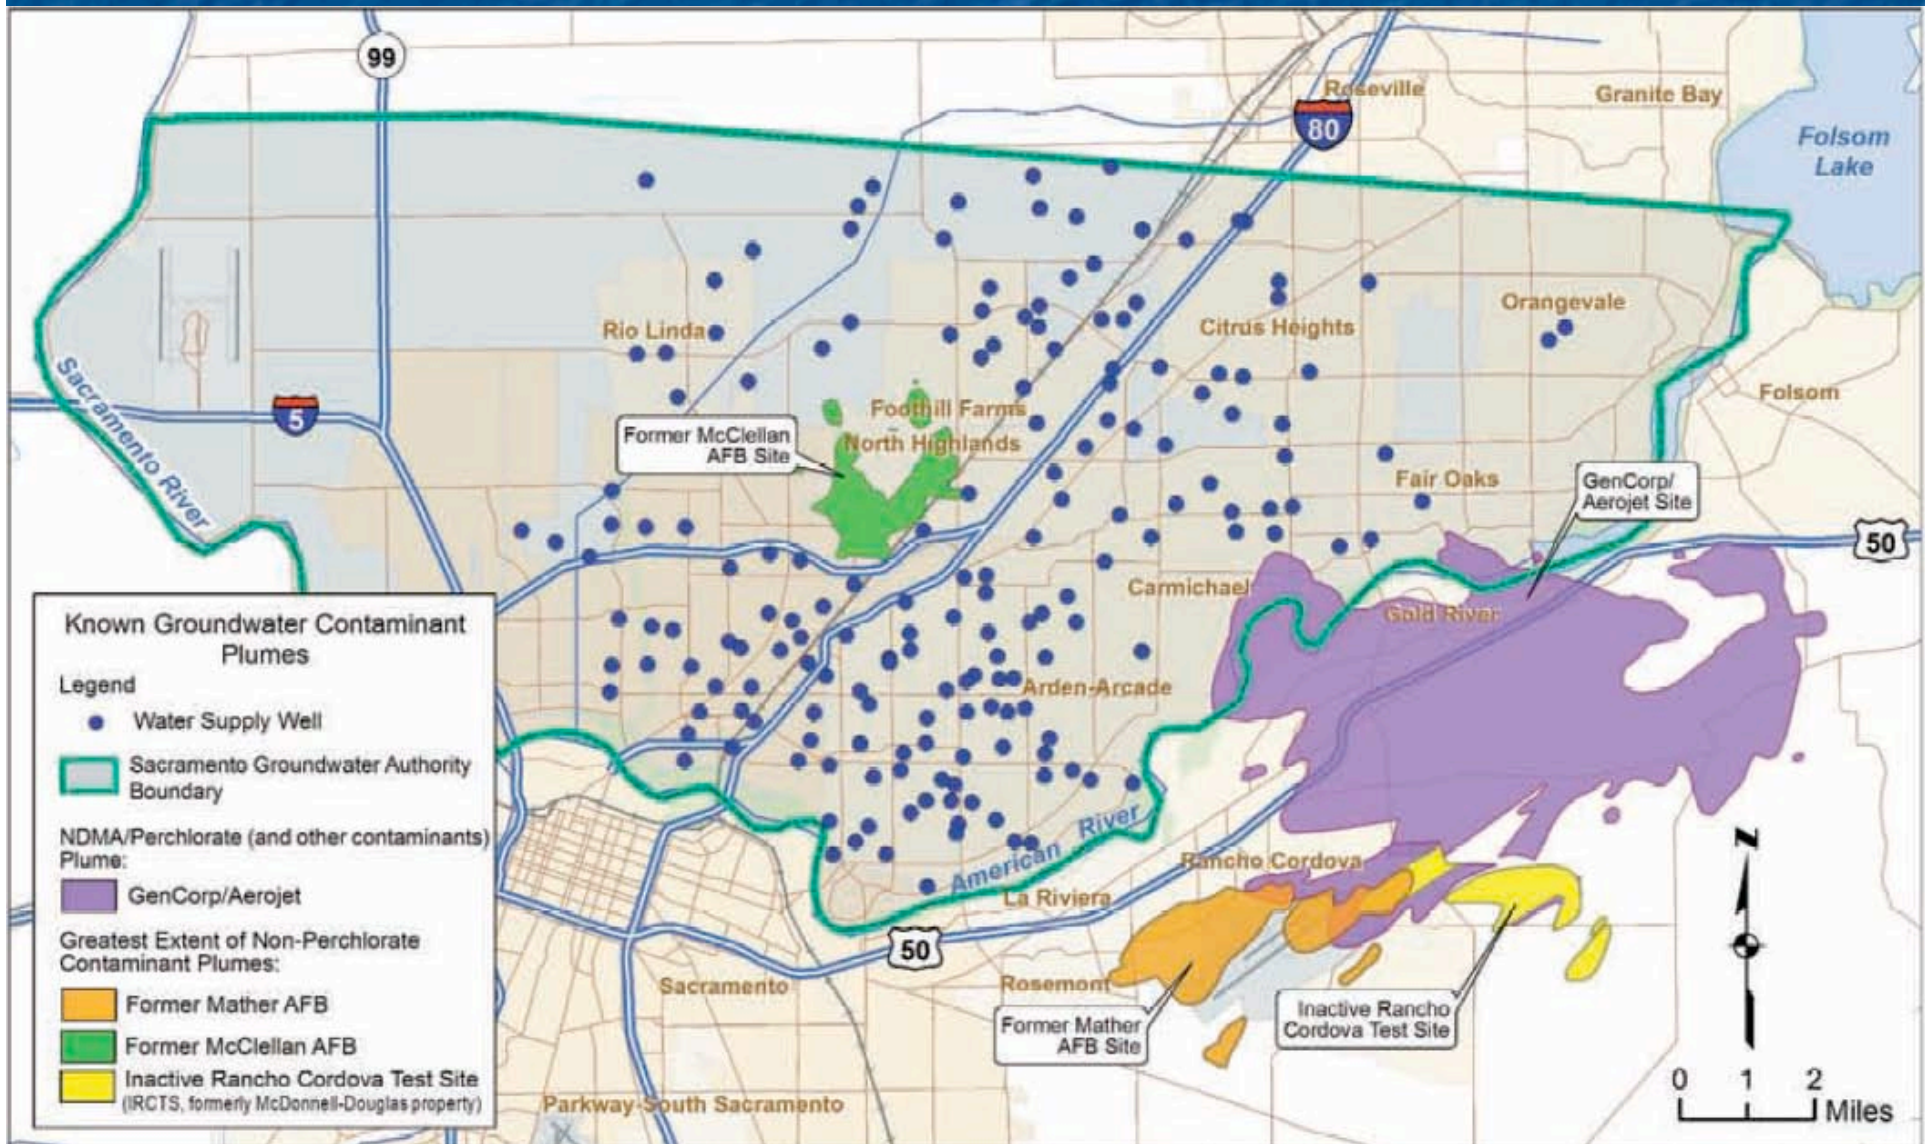 99
Roseville
Granite Bay
80
Folsom
Lake
Orangevale
Rio Linda
Citrus Heights
Sacramento River
5
Folsom
Foothill Farms
Former McClellan
AFB Site
North Highlands
Fair Oaks
GenCorp/
Aerojet Site
50
Carmichael
Gold River
Known Groundwater Contaminant
Plumes
Legend
Water Supply Well
Sacramento Groundwater Authority
Boundary
NDMA/Perchlorate (and other contaminants)
Plume:
GenCorp/Aerojet
Greatest Extent of Non-Perchlorate
Contaminant Plumes:
Former Mather AFB
Former McClellan AFB
Inactive Rancho Cordova Test Site
(IRCTS, formerly McDonnell-Douglas property)
Arden-Arcade
American River
Rancho Cordova
La Riviera
50
Sacramento
Rosemont
Former Mather
AFB Site
Inactive Rancho
Cordova Test Site
Parkway-South Sacramento
N
0 1 2
Miles